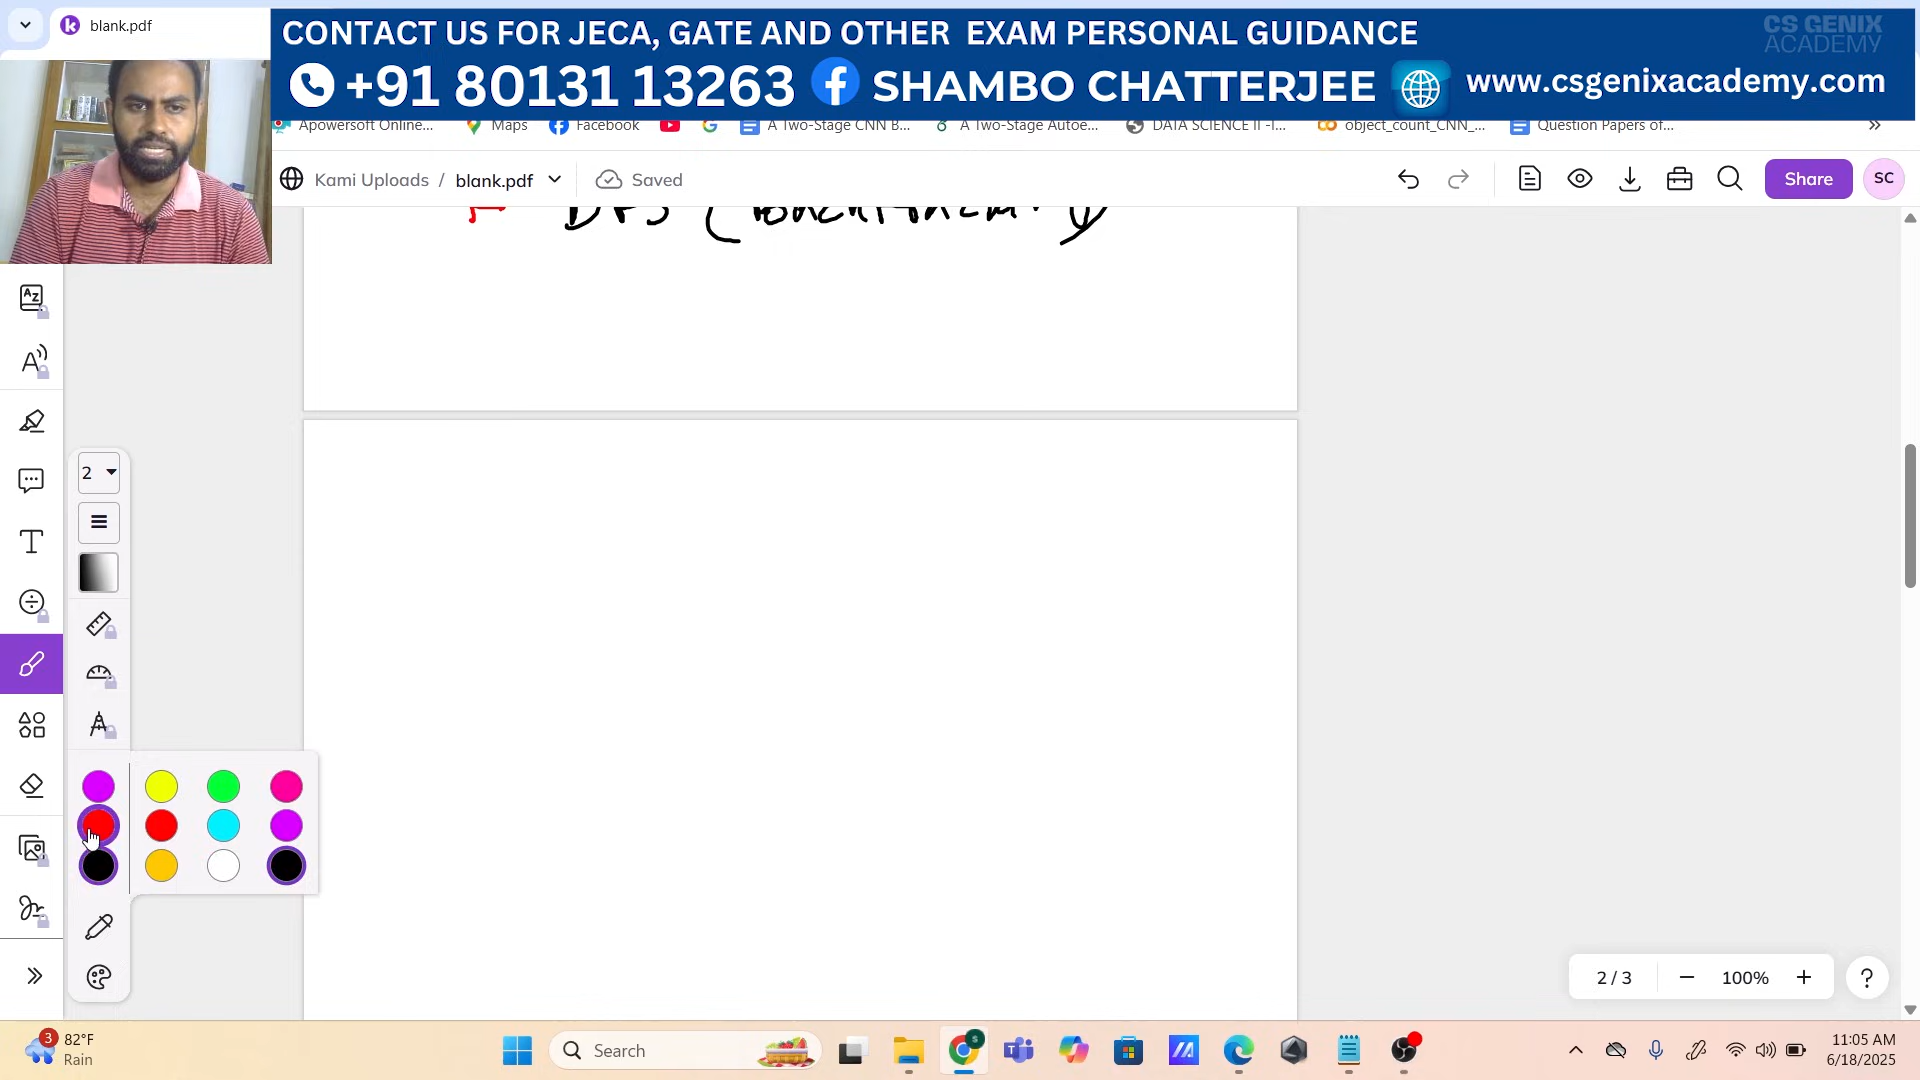 blank.pdf
CONTACT US FOR JECA, GATE AND OTHER EXAM PERSONAL GUIDANCE
CS GENIX
ACADEMY
+91 80131 13263 SHAMBO CHATTERJEE www.csgenixacademy.com
Apowersoft Online... Maps Facebook A Two-Stage CNN B... A Two-Stage Autoe... DATA SCIENCE II -I... object_count_CNN_... Question Papers of... »
Kami Uploads / blank.pdf Saved Share SC
DFS
2
2 / 3 100% ?
3 82°F
Rain
Search
11:05 AM
6/18/2025